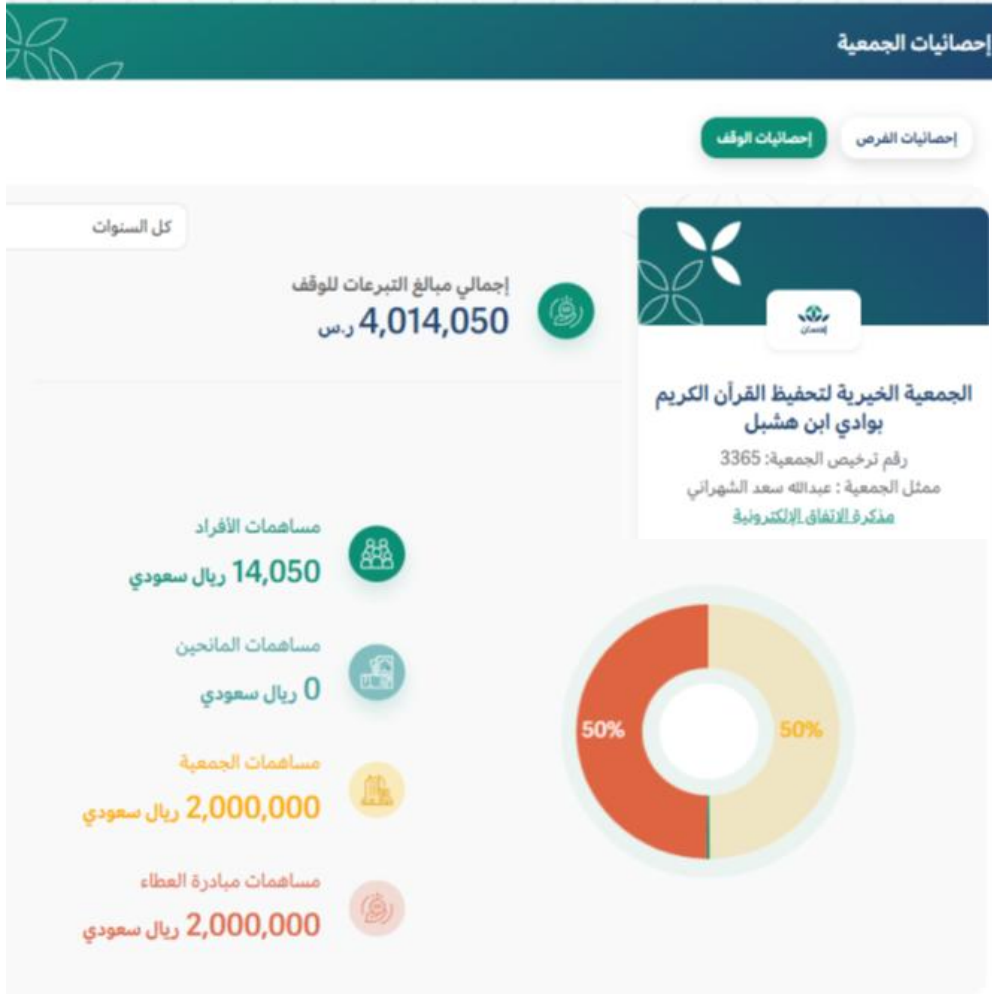 إحصائيات الجمعية
إحصائيات الفرص
إحصائيات الوقف
كل السنوات
إحسان
الجمعية الخيرية لتحفيظ القرآن الكريم
بوادي ابن هشبل
رقم ترخيص الجمعية: 3365
ممثل الجمعية : عبدالله سعد الشهراني
مذكرة الاتفاق الإلكترونية
إجمالي مبالغ التبرعات للوقف
4,014,050 ر.س
مساهمات الأفراد
14,050 ريال سعودي
مساهمات المانحين
0 ريال سعودي
مساهمات الجمعية
2,000,000 ريال سعودي
مساهمات مبادرة العطاء
2,000,000 ريال سعودي
50%
50%